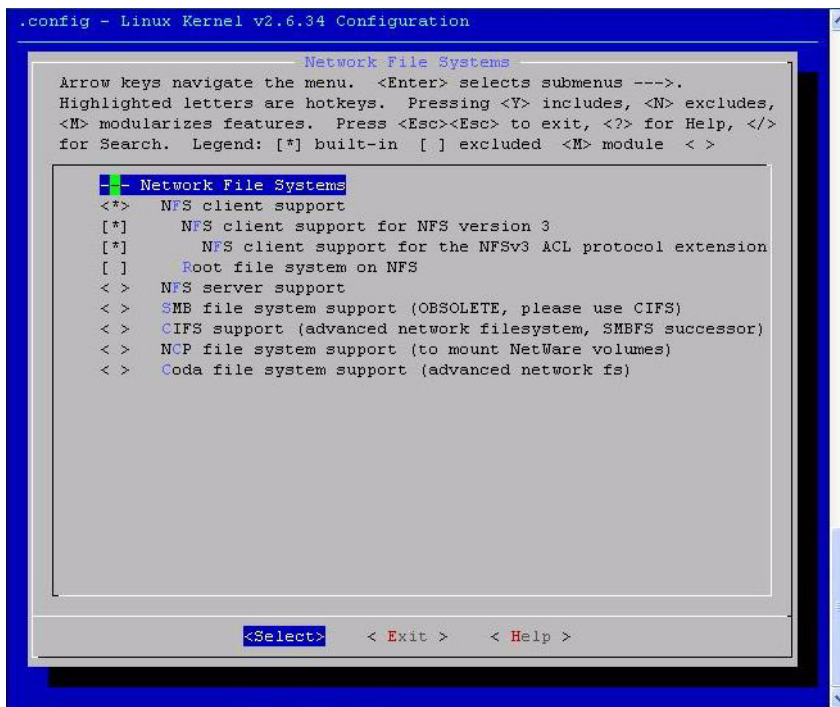 .config - Linux Kernel v2.6.34 Configuration
Network File Systems
Arrow keys navigate the menu.  <Enter> selects submenus --->.
Highlighted letters are hotkeys.  Pressing <Y> includes, <N> excludes,
<M> modularizes features.  Press <Esc><Esc> to exit, <?> for Help, </>
for Search.  Legend: [*] built-in  [ ] excluded  <M> module  < >
--- Network File Systems
<*>   NFS client support
[*]     NFS client support for NFS version 3
[*]       NFS client support for the NFSv3 ACL protocol extension
[ ]     Root file system on NFS
< >   NFS server support
< >   SMB file system support (OBSOLETE, please use CIFS)
< >   CIFS support (advanced network filesystem, SMBFS successor)
< >   NCP file system support (to mount NetWare volumes)
< >   Coda file system support (advanced network fs)
<Select>    < Exit >    < Help >